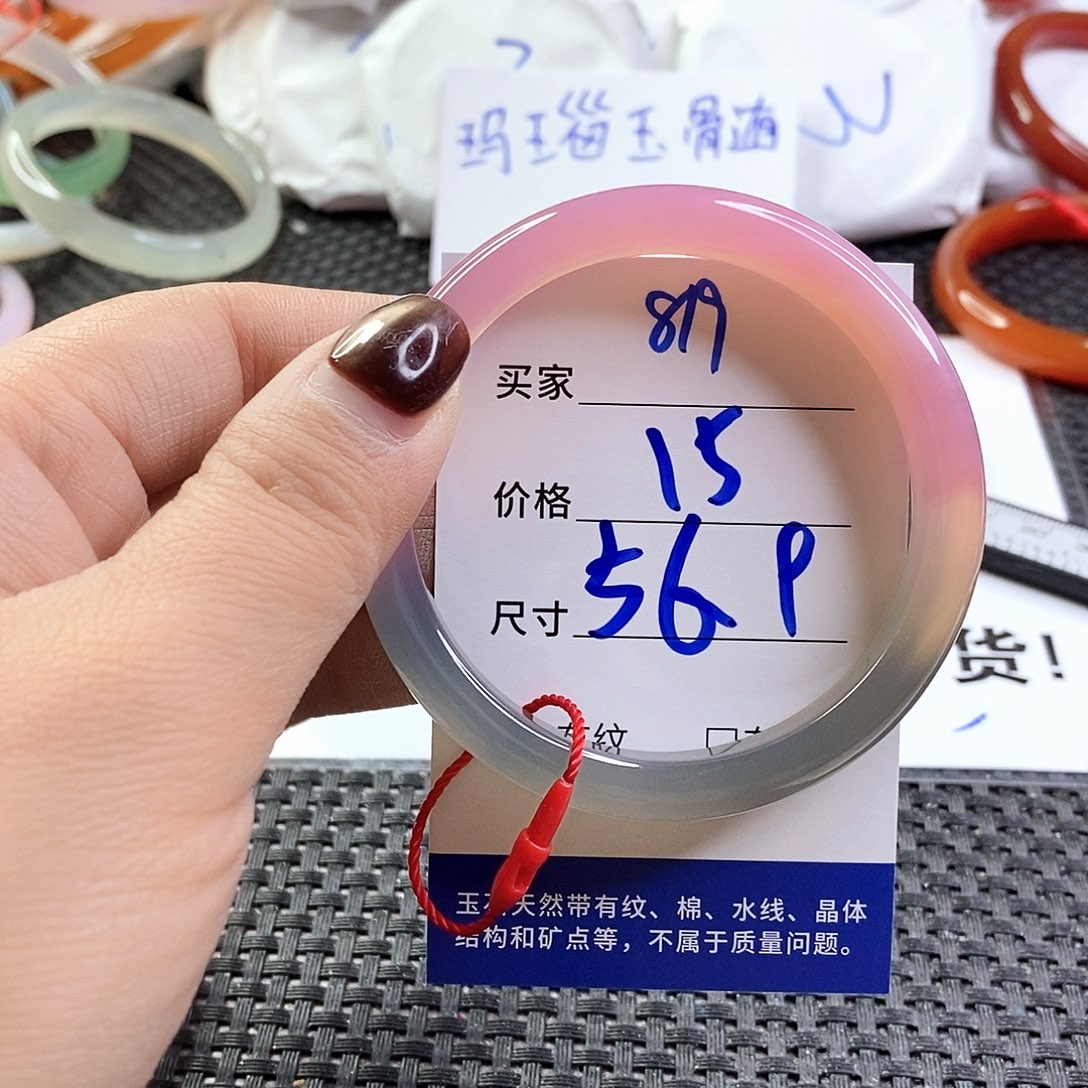 玛瑙玉骨髓
819
买家
15
价格
56 P
尺寸
货！
玉石天然带有纹、棉、水线、晶体
结构和矿点等，不属于质量问题。